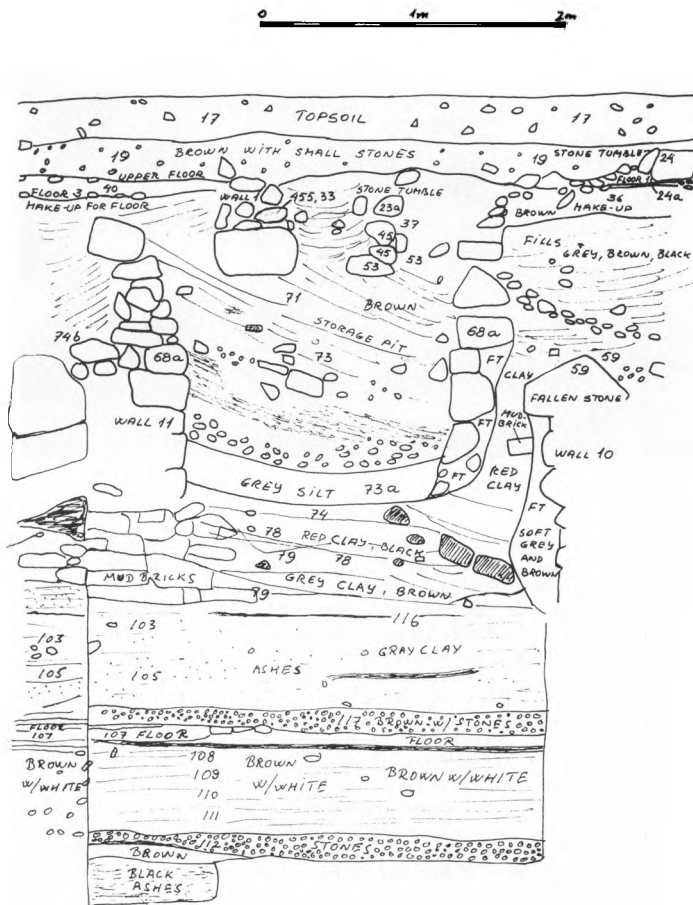 0 1m 2m
17 TOPSOIL 17
19 BROWN WITH SMALL STONES 19 STONE TUMBLE 24
UPPER FLOOR FLOOR 1
FLOOR 3 40 WALL 1 455,33 STONE TUMBLE 36 24a
MAKE-UP FOR FLOOR 23a BROWN MAKE-UP
37
45 FILLS
45 53 GREY, BROWN, BLACK
53
71 BROWN
STORAGE PIT 68a
74b 68a 73 FT 59
CLAY 59
FALLEN STONE
WALL 11 FT MUD
BRICK WALL 10
FT RED
GREY SILT 73a CLAY
74 FT
78 RED CLAY, BLACK SOFT
79 78 GREY
AND
MUD BRICKS GREY CLAY, BROWN BROWN
79
116
103 103
ASHES GRAY CLAY
105 105
117 BROWN W/ STONES
FLOOR 107 FLOOR FLOOR
107
BROWN 108 BROWN BROWN W/WHITE
W/WHITE 109 W/WHITE
110
111
112 STONES
BROWN
BLACK
ASHES